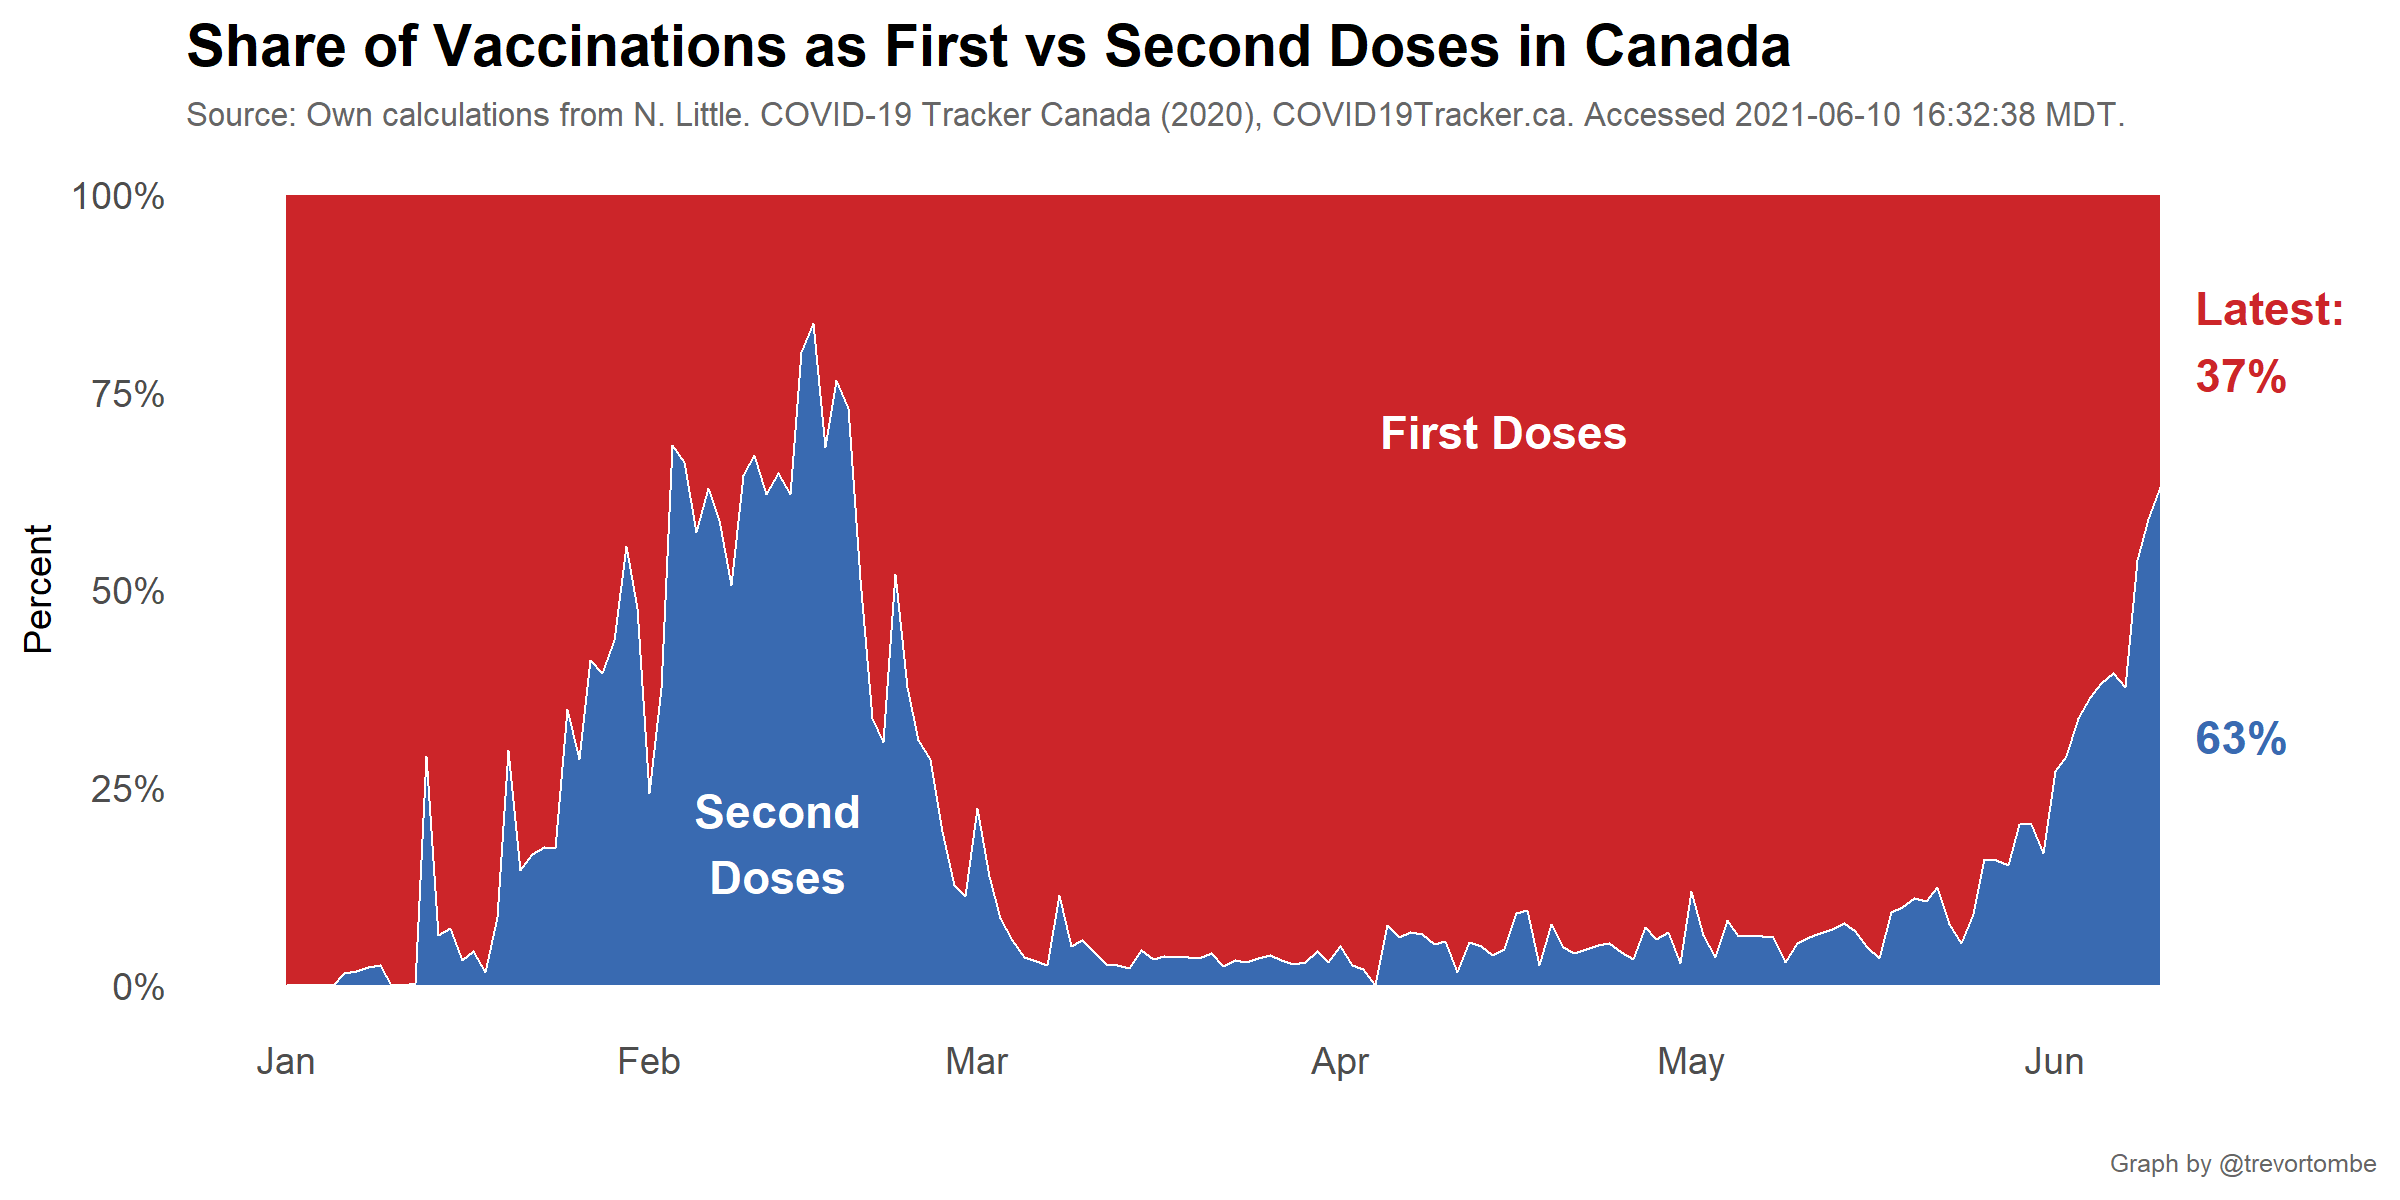 Share of Vaccinations as First vs Second Doses in Canada
Source: Own calculations from N. Little. COVID-19 Tracker Canada (2020), COVID19Tracker.ca. Accessed 2021-06-10 16:32:38 MDT.
100%
75%
50%
25%
0%
Percent
First Doses
Second
Doses
Latest:
37%
63%
Jan
Feb
Mar
Apr
May
Jun
Graph by @trevortombe